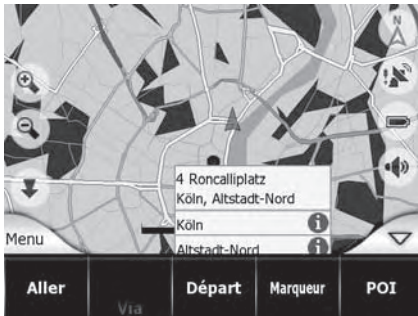 N
4 Roncalliplatz
Köln, Altstadt-Nord
Köln
Altstadt-Nord
Menu
Aller
Via
Départ
Marqueur
POI